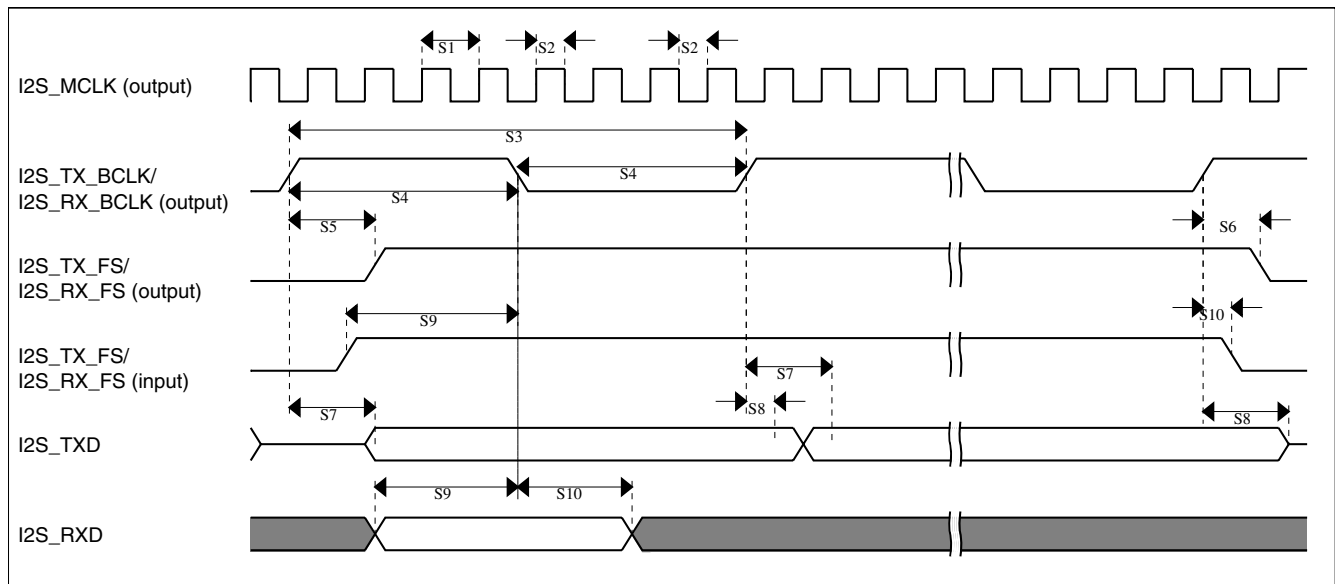 S1 S2 S2
I2S_MCLK (output)
S3
I2S_TX_BCLK/
I2S_RX_BCLK (output)
S4
S4
S5
S6
I2S_TX_FS/
I2S_RX_FS (output)
S9
S10
I2S_TX_FS/
I2S_RX_FS (input)
S7
S7
S8
S8
I2S_TXD
S9 S10
I2S_RXD